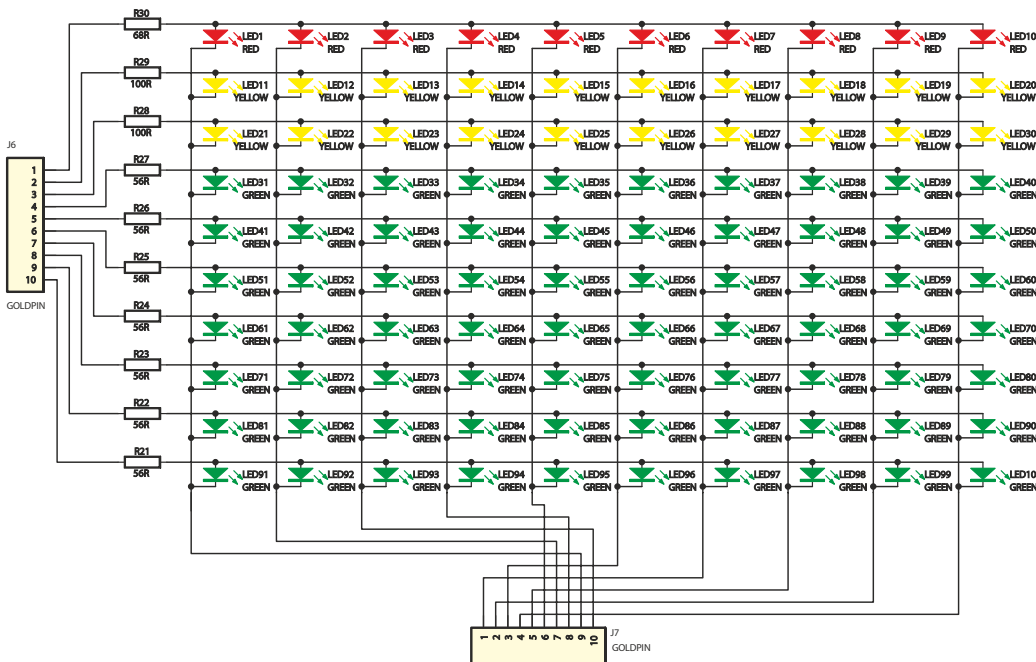 R30
68R
LED1 LED2 LED3 LED4 LED5 LED6 LED7 LED8 LED9 LED10
RED RED RED RED RED RED RED RED RED RED
R29
100R
LED11 LED12 LED13 LED14 LED15 LED16 LED17 LED18 LED19 LED20
YELLOW YELLOW YELLOW YELLOW YELLOW YELLOW YELLOW YELLOW YELLOW YELLOW
R28
100R
LED21 LED22 LED23 LED24 LED25 LED26 LED27 LED28 LED29 LED30
YELLOW YELLOW YELLOW YELLOW YELLOW YELLOW YELLOW YELLOW YELLOW YELLOW
J6
1
2
3
4
5
6
7
8
9
10
GOLDPIN
R27
56R
LED31 LED32 LED33 LED34 LED35 LED36 LED37 LED38 LED39 LED40
GREEN GREEN GREEN GREEN GREEN GREEN GREEN GREEN GREEN GREEN
R26
56R
LED41 LED42 LED43 LED44 LED45 LED46 LED47 LED48 LED49 LED50
GREEN GREEN GREEN GREEN GREEN GREEN GREEN GREEN GREEN GREEN
R25
56R
LED51 LED52 LED53 LED54 LED55 LED56 LED57 LED58 LED59 LED60
GREEN GREEN GREEN GREEN GREEN GREEN GREEN GREEN GREEN GREEN
R24
56R
LED61 LED62 LED63 LED64 LED65 LED66 LED67 LED68 LED69 LED70
GREEN GREEN GREEN GREEN GREEN GREEN GREEN GREEN GREEN GREEN
R23
56R
LED71 LED72 LED73 LED74 LED75 LED76 LED77 LED78 LED79 LED80
GREEN GREEN GREEN GREEN GREEN GREEN GREEN GREEN GREEN GREEN
R22
56R
LED81 LED82 LED83 LED84 LED85 LED86 LED87 LED88 LED89 LED90
GREEN GREEN GREEN GREEN GREEN GREEN GREEN GREEN GREEN GREEN
R21
56R
LED91 LED92 LED93 LED94 LED95 LED96 LED97 LED98 LED99 LED10
GREEN GREEN GREEN GREEN GREEN GREEN GREEN GREEN GREEN GREEN
1 2 3 4 5 6 7 8 9 10
J7
GOLDPIN